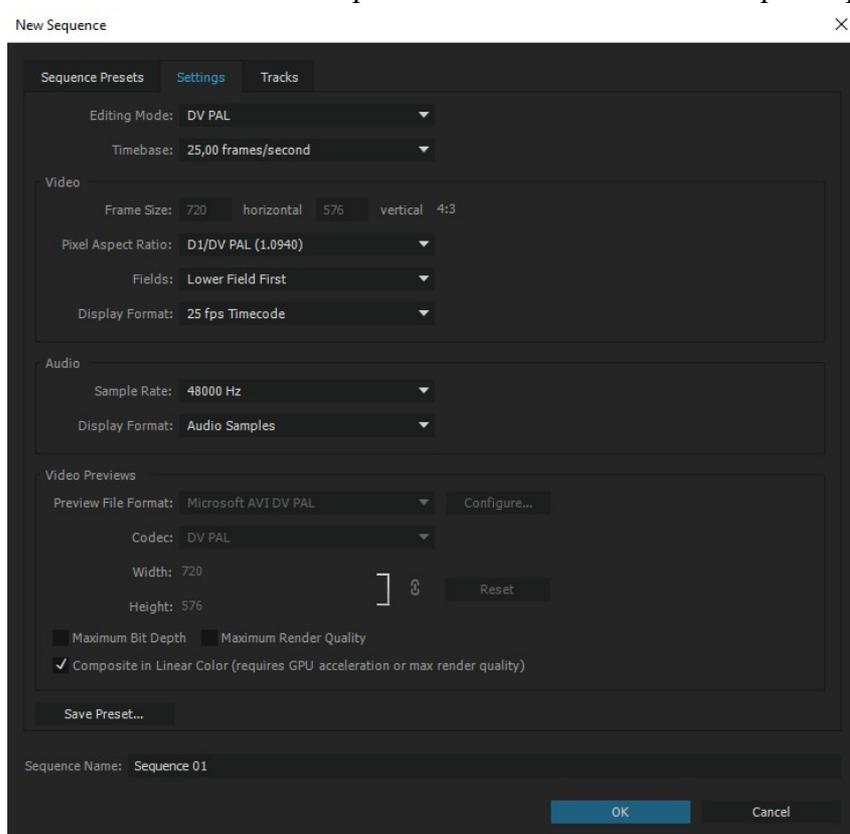 New Sequence
Sequence Presets Settings Tracks
Editing Mode: DV PAL
Timebase: 25,00 frames/second
Video
Frame Size: 720 horizontal 576 vertical 4:3
Pixel Aspect Ratio: D1/DV PAL (1.0940)
Fields: Lower Field First
Display Format: 25 fps Timecode
Audio
Sample Rate: 48000 Hz
Display Format: Audio Samples
Video Previews
Preview File Format: Microsoft AVI DV PAL Configure...
Codec: DV PAL
Width: 720
Height: 576 Reset
Maximum Bit Depth Maximum Render Quality
Composite in Linear Color (requires GPU acceleration or max render quality)
Save Preset...
Sequence Name: Sequence 01
OK Cancel